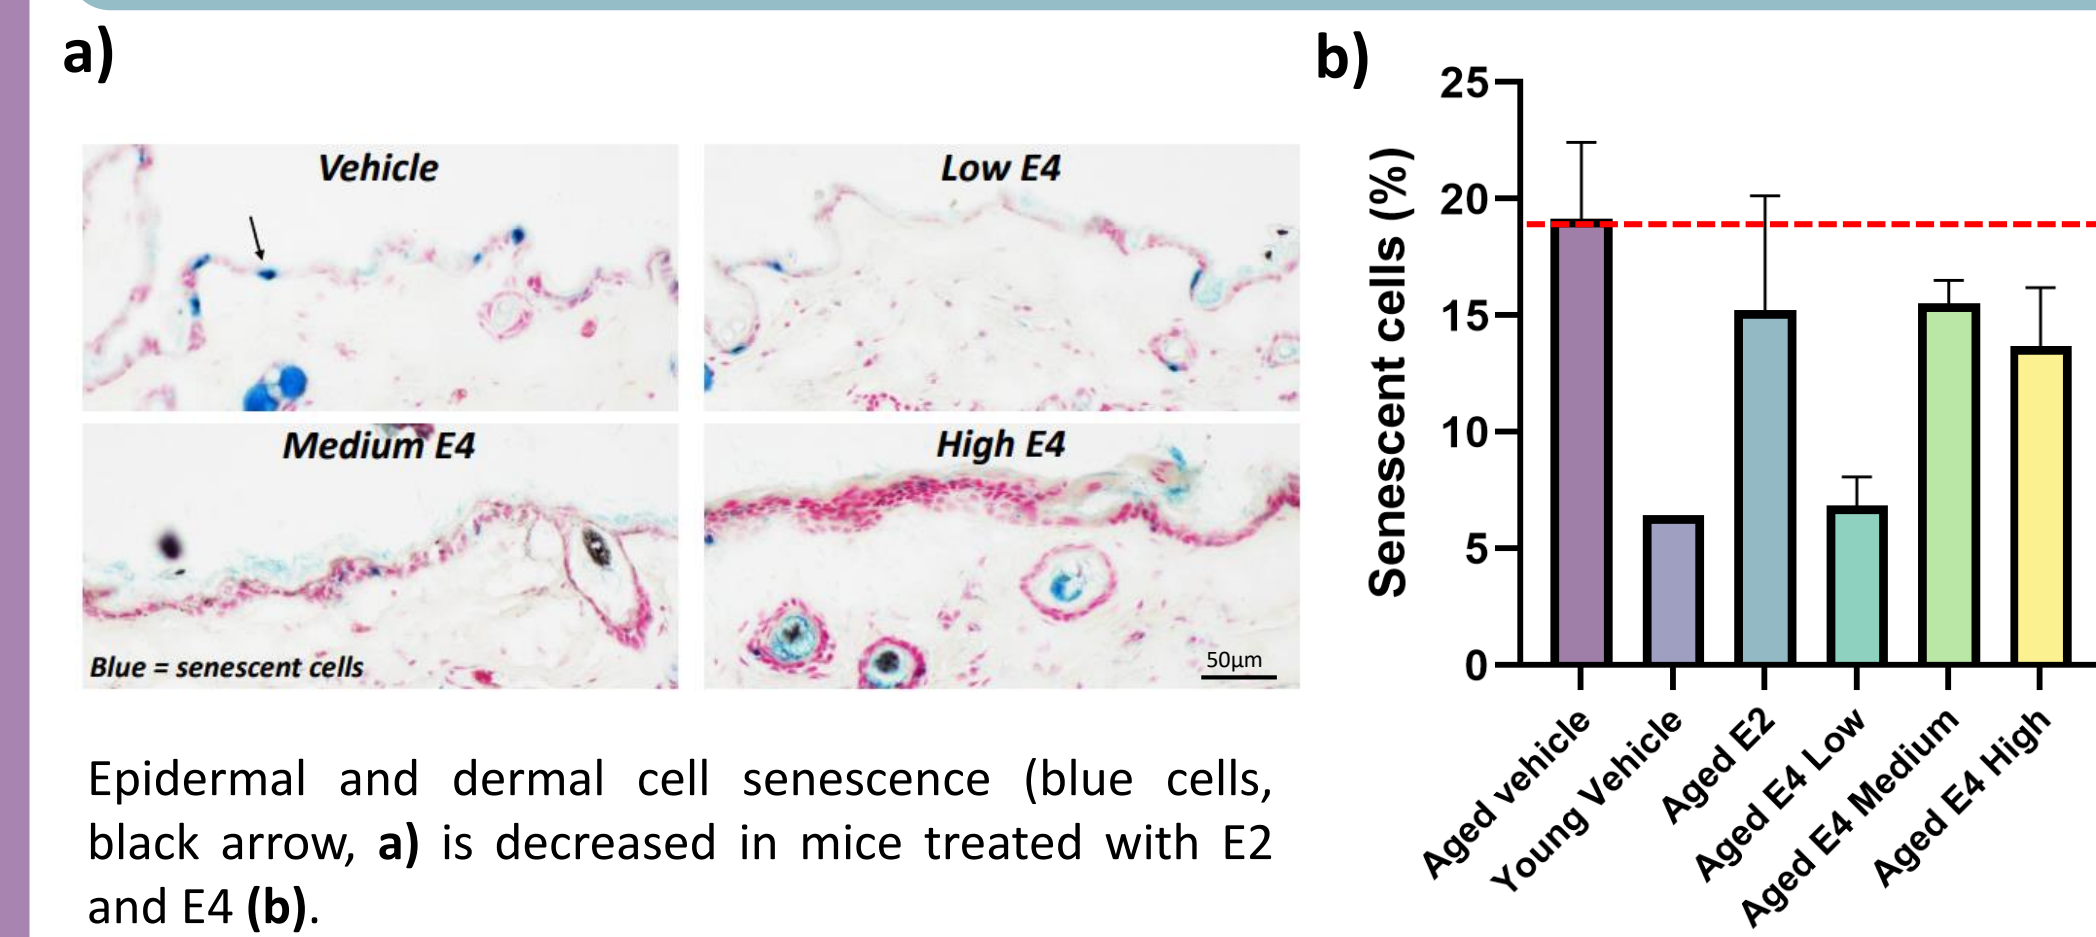 a)
Vehicle
Low E4
Medium E4
High E4
Blue = senescent cells
50µm
Epidermal and dermal cell senescence (blue cells,
black arrow, a) is decreased in mice treated with E2
and E4 (b).
b)
Senescent cells (%)
25
20
15
10
5
0
Aged vehicle
Young Vehicle
Aged E2
Aged E4 Low
Aged E4 Medium
Aged E4 High